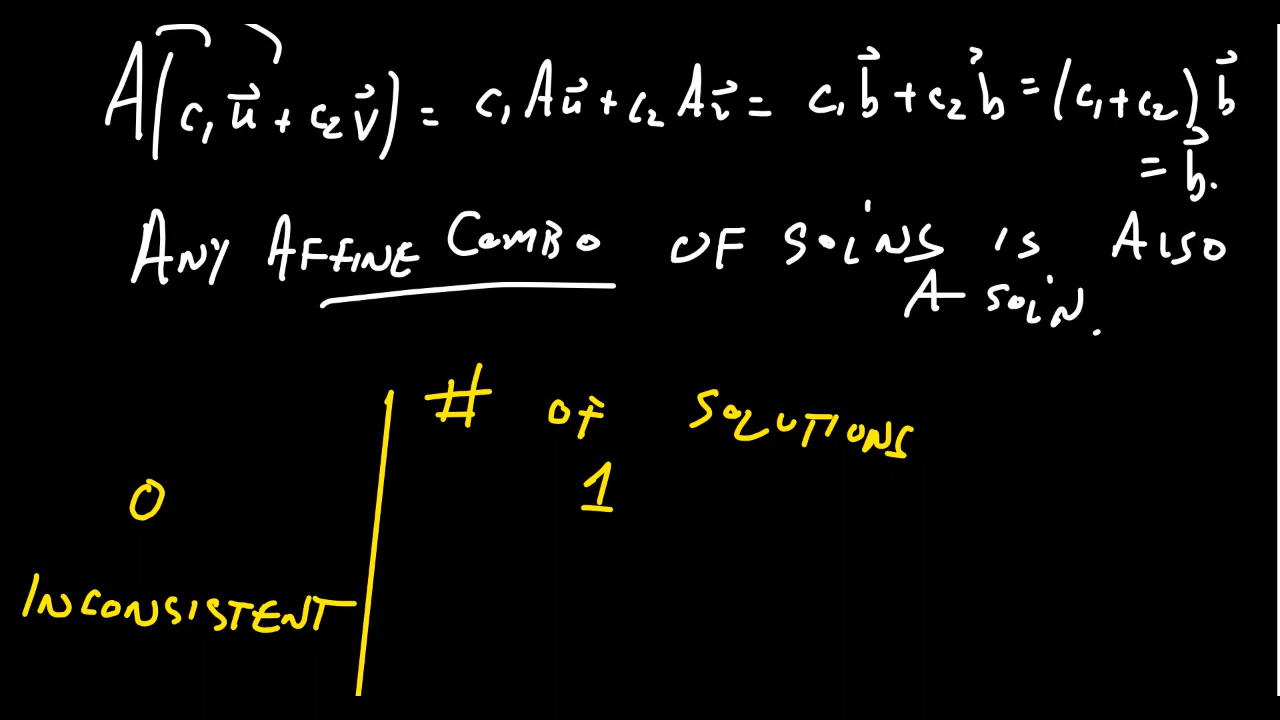 A(c₁u⃗ + c₂v⃗) = c₁Au⃗ + c₂Av⃗ = c₁b⃗ + c₂b⃗ = (c₁+c₂)b⃗
= b⃗.
ANY AFFINE COMBO OF SOL'NS IS ALSO
A SOL'N.
# OF SOLUTIONS
0 1
INCONSISTENT